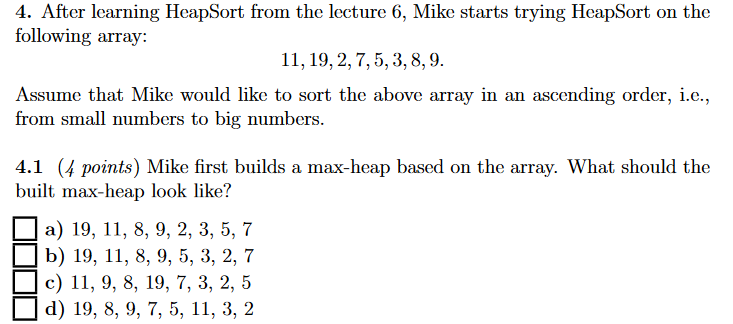 4. After learning HeapSort from the lecture 6, Mike starts trying HeapSort on the
following array:
11, 19, 2, 7, 5, 3, 8, 9.
Assume that Mike would like to sort the above array in an ascending order, i.e.,
from small numbers to big numbers.
4.1 (4 points) Mike first builds a max-heap based on the array. What should the
built max-heap look like?
a) 19, 11, 8, 9, 2, 3, 5, 7
b) 19, 11, 8, 9, 5, 3, 2, 7
c) 11, 9, 8, 19, 7, 3, 2, 5
d) 19, 8, 9, 7, 5, 11, 3, 2